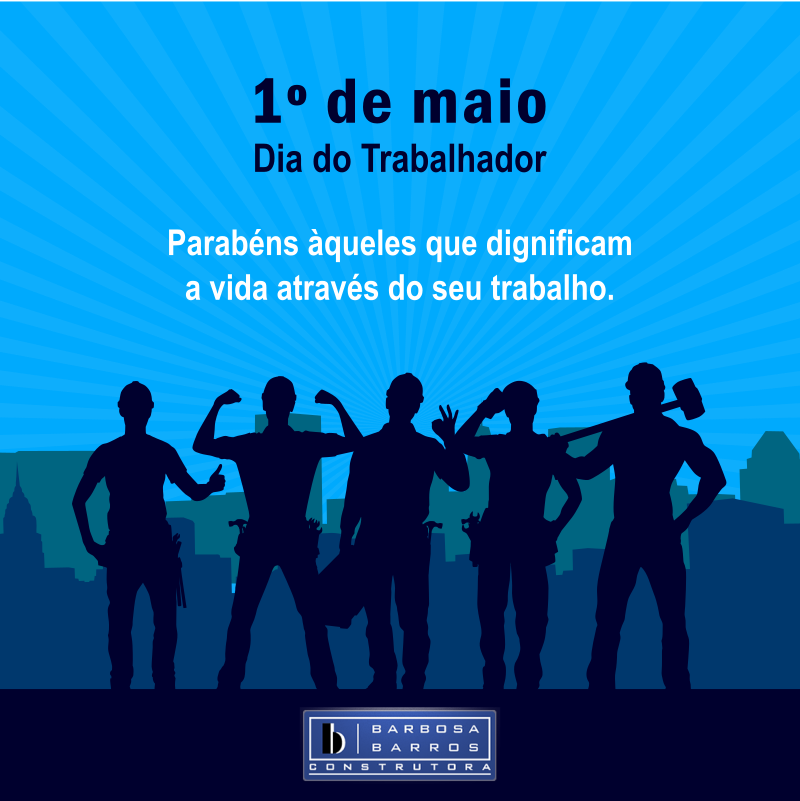 1º de maio
Dia do Trabalhador
Parabéns àqueles que dignificam
a vida através do seu trabalho.
b
BARBOSA
BARROS
CONSTRUTORA